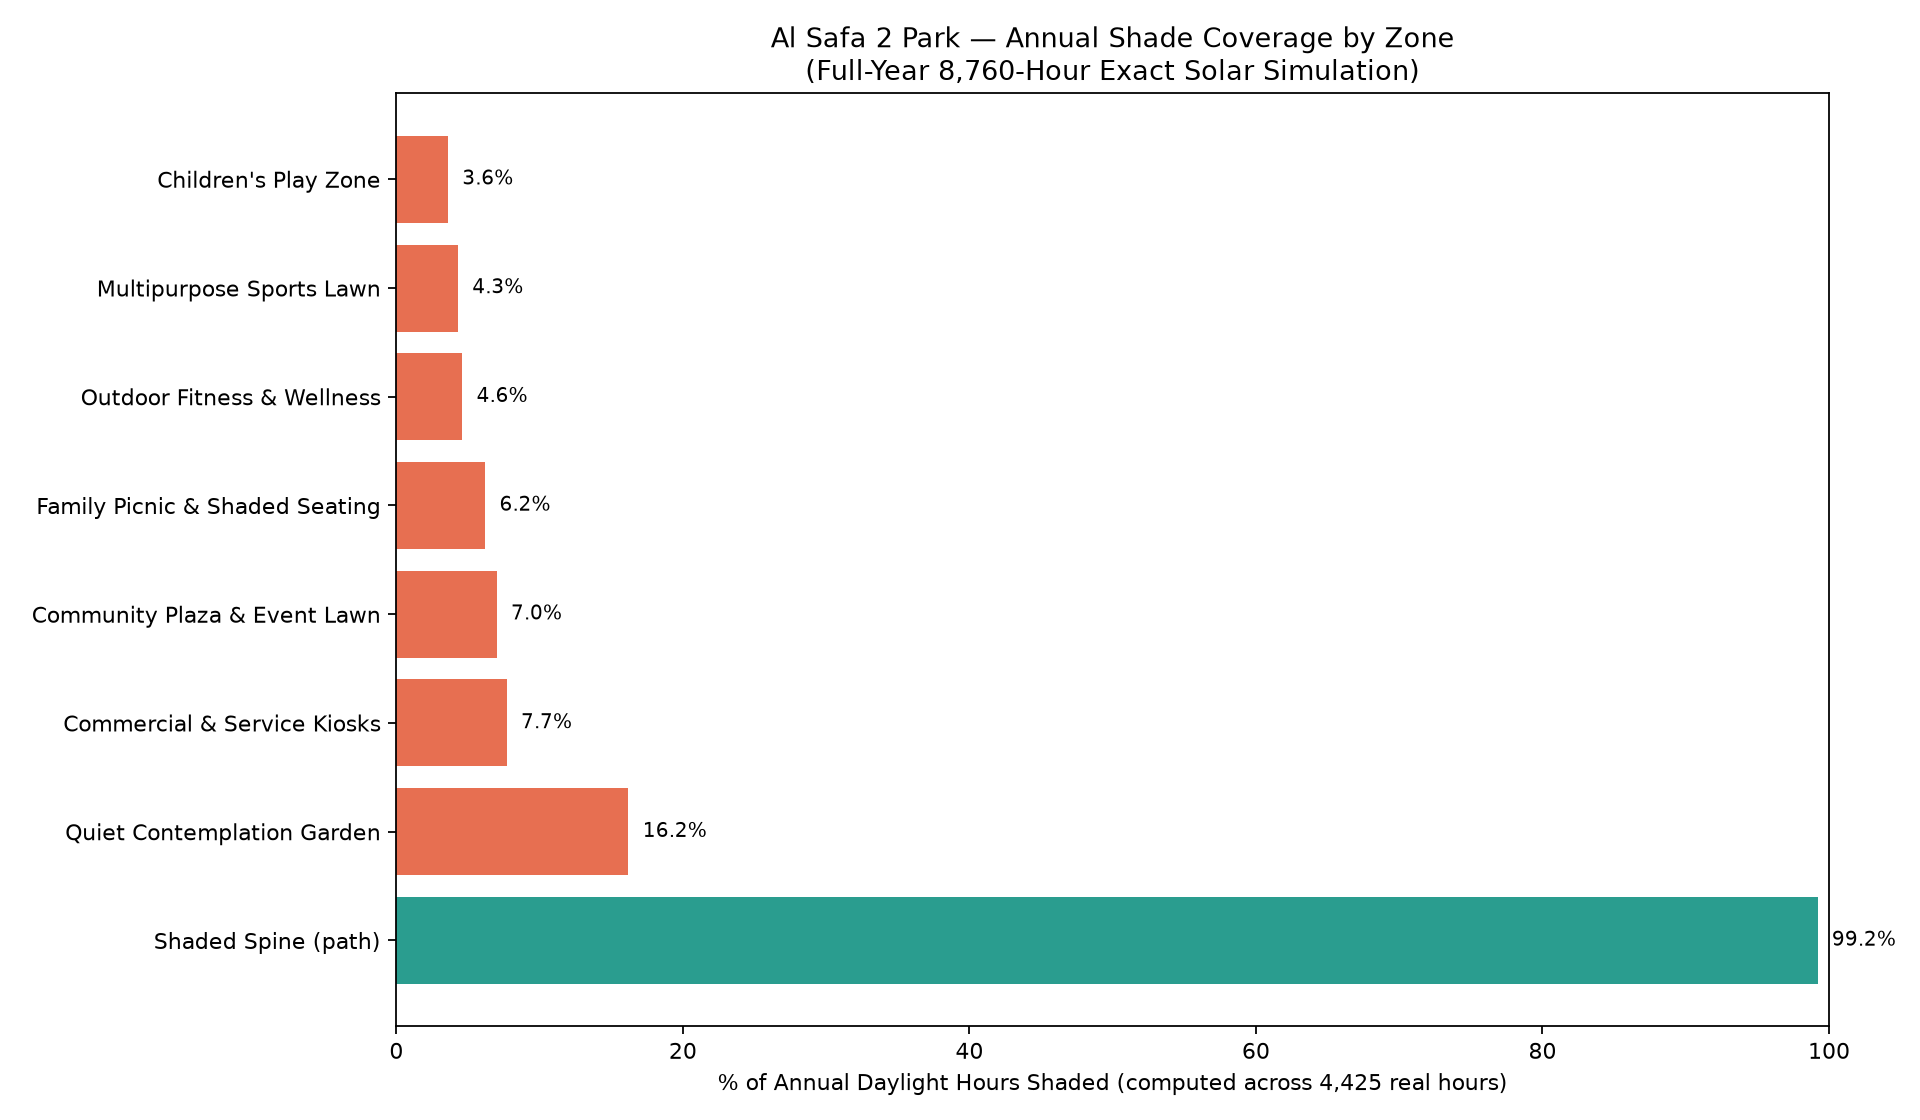 Al Safa 2 Park — Annual Shade Coverage by Zone
(Full-Year 8,760-Hour Exact Solar Simulation)
Children's Play Zone 3.6%
Multipurpose Sports Lawn 4.3%
Outdoor Fitness & Wellness 4.6%
Family Picnic & Shaded Seating 6.2%
Community Plaza & Event Lawn 7.0%
Commercial & Service Kiosks 7.7%
Quiet Contemplation Garden 16.2%
Shaded Spine (path) 99.2%
0 20 40 60 80 100
% of Annual Daylight Hours Shaded (computed across 4,425 real hours)